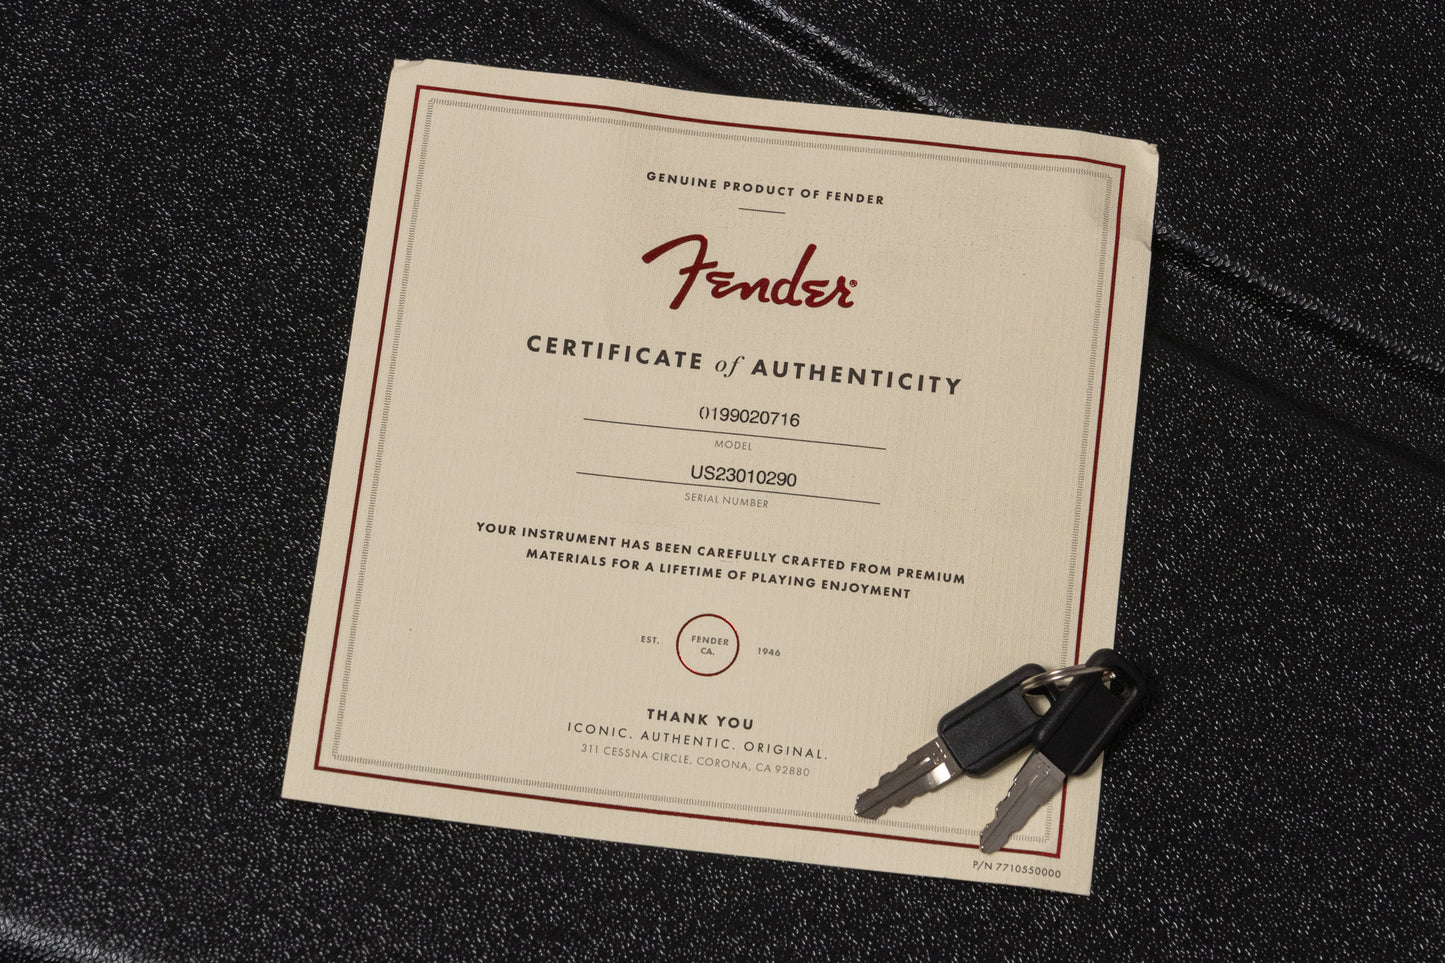 GENUINE PRODUCT OF FENDER
Fender®
CERTIFICATE of AUTHENTICITY
0199020716
MODEL
US23010290
SERIAL NUMBER
YOUR INSTRUMENT HAS BEEN CAREFULLY CRAFTED FROM PREMIUM
MATERIALS FOR A LIFETIME OF PLAYING ENJOYMENT
EST. FENDER CA. 1946
THANK YOU
ICONIC. AUTHENTIC. ORIGINAL.
311 CESSNA CIRCLE, CORONA, CA 92880
P/N 7710550000